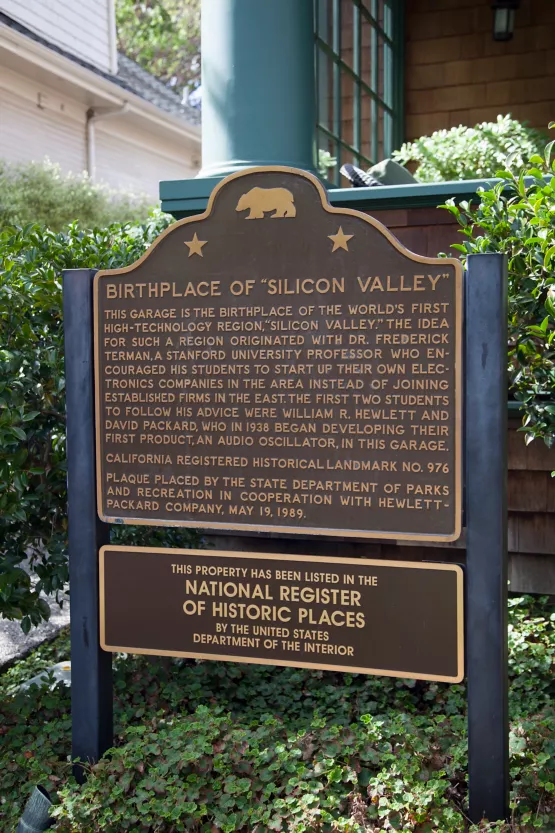 BIRTHPLACE OF "SILICON VALLEY"
THIS GARAGE IS THE BIRTHPLACE OF THE WORLD'S FIRST
HIGH-TECHNOLOGY REGION, "SILICON VALLEY." THE IDEA
FOR SUCH A REGION ORIGINATED WITH DR. FREDERICK
TERMAN, A STANFORD UNIVERSITY PROFESSOR WHO EN-
COURAGED HIS STUDENTS TO START UP THEIR OWN ELEC-
TRONICS COMPANIES IN THE AREA INSTEAD OF JOINING
ESTABLISHED FIRMS IN THE EAST. THE FIRST TWO STUDENTS
TO FOLLOW HIS ADVICE WERE WILLIAM R. HEWLETT AND
DAVID PACKARD, WHO IN 1938 BEGAN DEVELOPING THEIR
FIRST PRODUCT, AN AUDIO OSCILLATOR, IN THIS GARAGE.
CALIFORNIA REGISTERED HISTORICAL LANDMARK NO. 976
PLAQUE PLACED BY THE STATE DEPARTMENT OF PARKS
AND RECREATION IN COOPERATION WITH HEWLETT-
PACKARD COMPANY, MAY 19, 1989.
THIS PROPERTY HAS BEEN LISTED IN THE
NATIONAL REGISTER
OF HISTORIC PLACES
BY THE UNITED STATES
DEPARTMENT OF THE INTERIOR